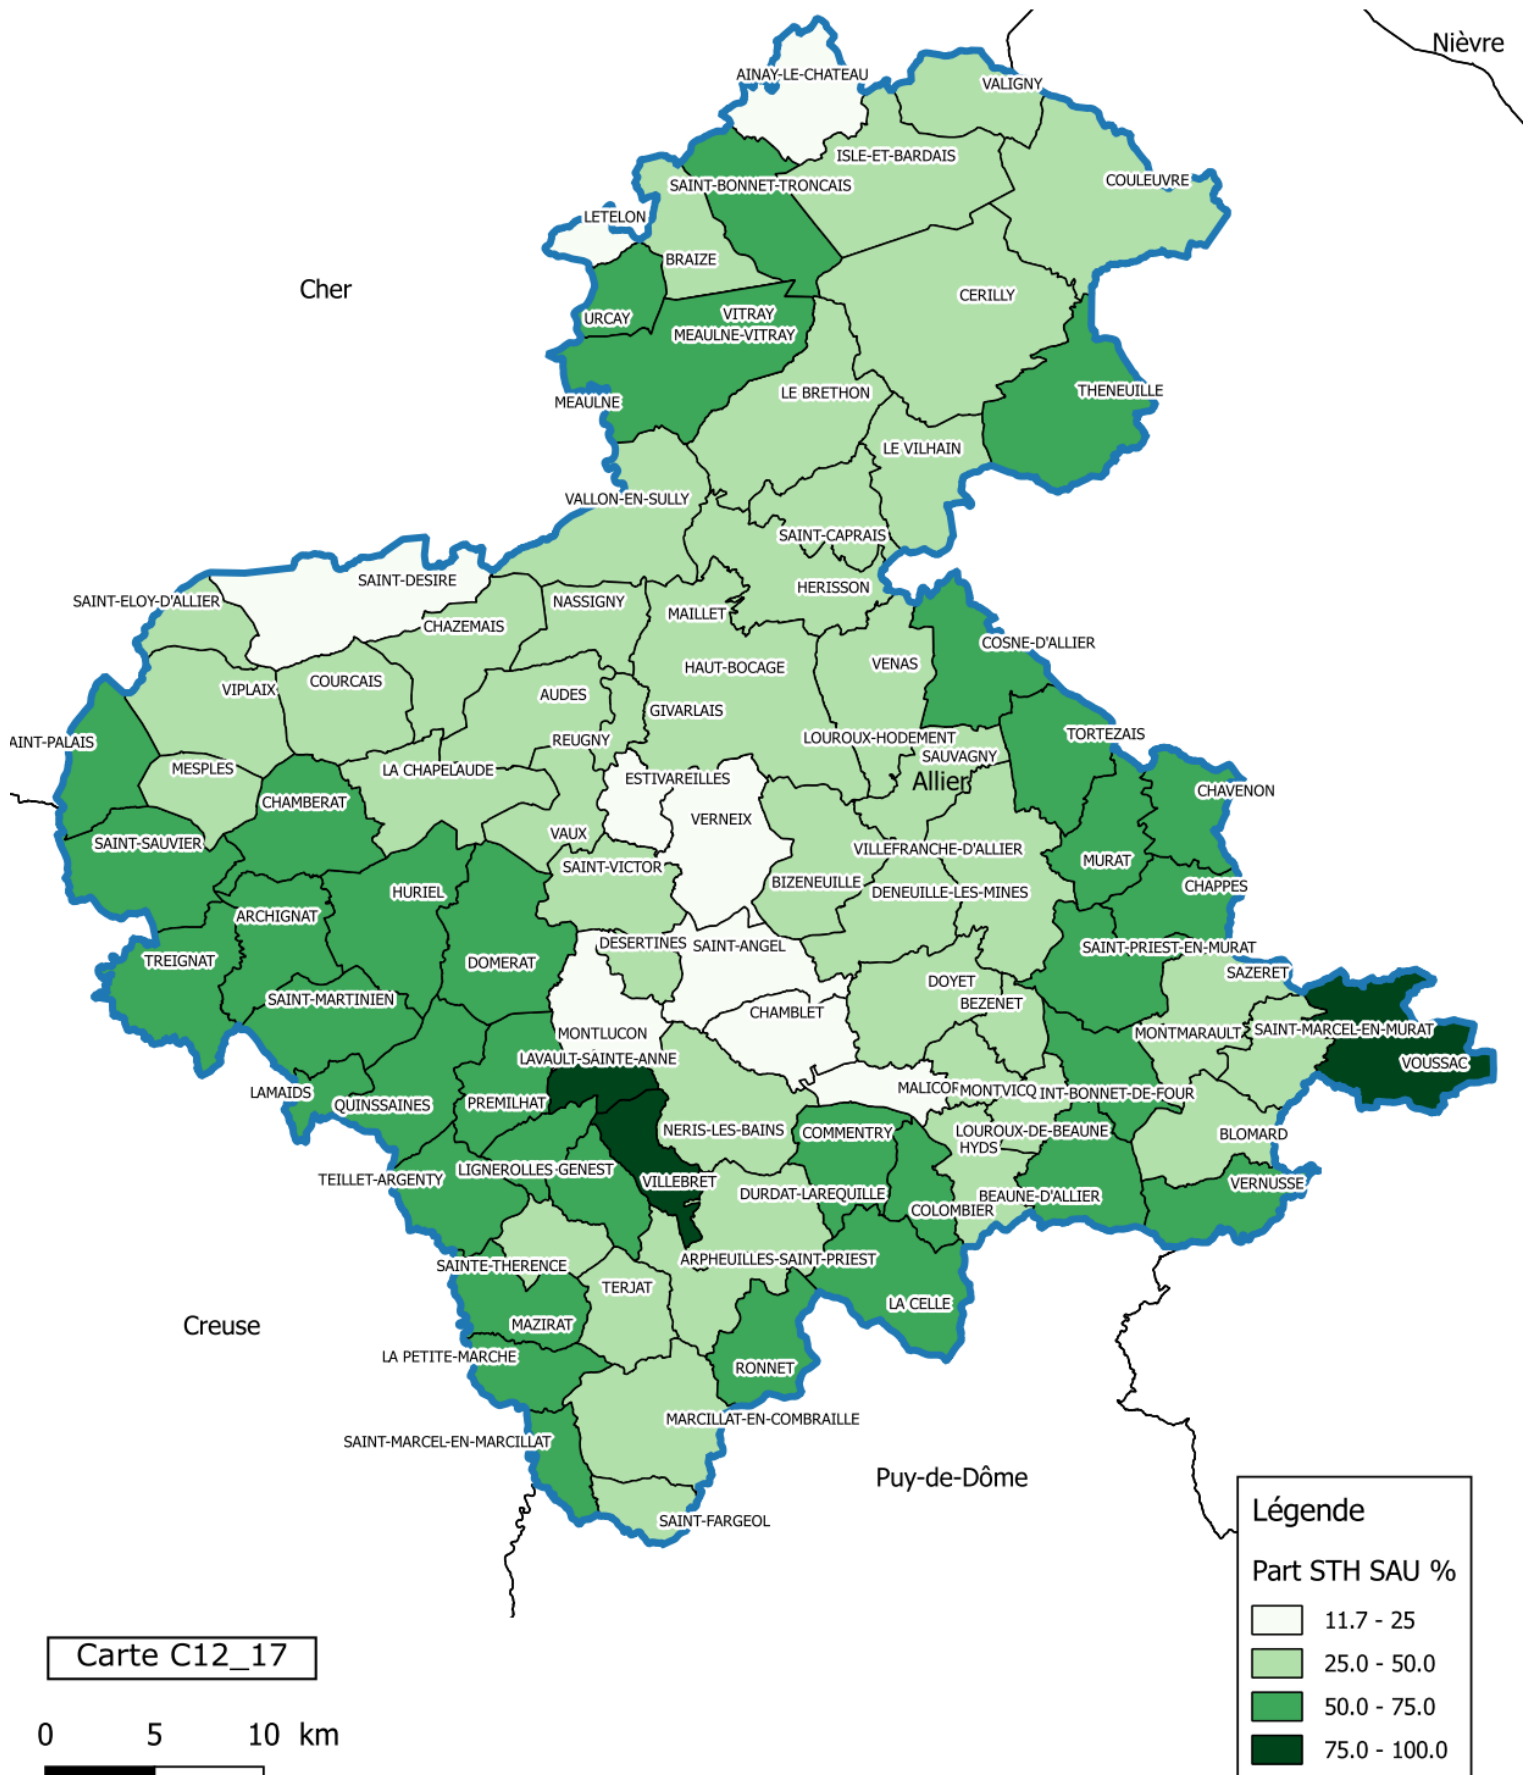 Nièvre
AINAY-LE-CHATEAU
VALIGNY
ISLE-ET-BARDAIS
COULEUVRE
SAINT-BONNET-TRONCAIS
LETELON
BRAIZE
Cher
CERILLY
URCAY
VITRAY
MEAULNE-VITRAY
THENEUILLE
LE BRETHON
MEAULNE
LE VILHAIN
VALLON-EN-SULLY
SAINT-CAPRAIS
SAINT-DESIRE
HERISSON
SAINT-ELOY-D'ALLIER
NASSIGNY
MAILLET
CHAZEMAIS
COSNE-D'ALLIER
VENAS
HAUT-BOCAGE
COURCAIS
VIPLAIX
AUDES
GIVARLAIS
TORTEZAIS
LOUROUX-HODEMENT
REUGNY
AINT-PALAIS
SAUVAGNY
MESPLES
LA CHAPELAUDE
ESTIVAREILLES
Allier
CHAVENON
CHAMBERAT
VERNEIX
VAUX
SAINT-SAUVIER
VILLEFRANCHE-D'ALLIER
MURAT
SAINT-VICTOR
BIZENEUILLE
CHAPPES
HURIEL
DENEUILLE-LES-MINES
ARCHIGNAT
DESERTINES
SAINT-ANGEL
SAINT-PRIEST-EN-MURAT
TREIGNAT
DOMERAT
SAZERET
DOYET
BEZENET
SAINT-MARTINIEN
CHAMBLET
MONTLUCON
MONTMARAULT
SAINT-MARCEL-EN-MURAT
LAVAULT-SAINTE-ANNE
VOUSSAC
LAMAIDS
MALICOR
MONTVICQ
INT-BONNET-DE-FOUR
QUINSSAINES
PREMILHAT
NERIS-LES-BAINS
COMMENTRY
LOUROUX-DE-BEAUNE
BLOMARD
HYDS
TEILLET-ARGENTY
LIGNEROLLES
GENEST
VILLEBRET
DURDAT-LAREQUILLE
BEAUNE-D'ALLIER
VERNUSSE
COLOMBIER
SAINTE-THERENCE
ARPHEUILLES-SAINT-PRIEST
TERJAT
LA CELLE
Creuse
MAZIRAT
LA PETITE-MARCHE
RONNET
MARCILLAT-EN-COMBRAILLE
SAINT-MARCEL-EN-MARCILLAT
Puy-de-Dôme
SAINT-FARGEOL
Légende
Part STH SAU %
11.7 - 25
25.0 - 50.0
50.0 - 75.0
75.0 - 100.0
Carte C12_17
0 5 10 km